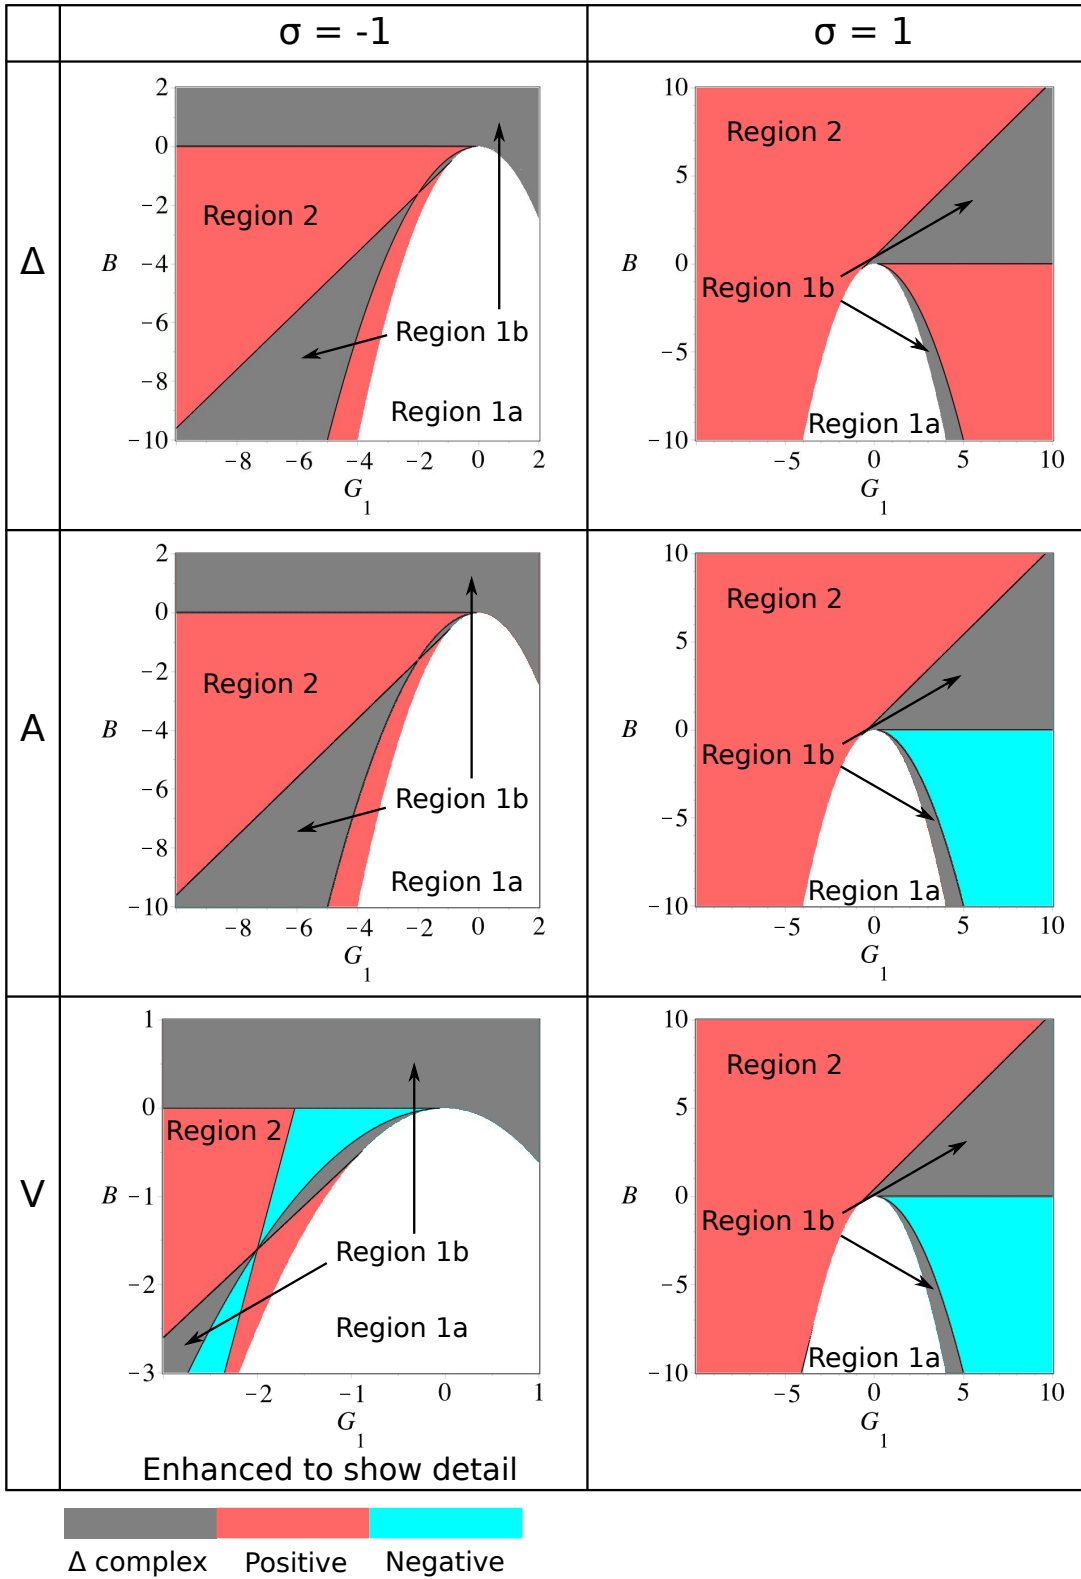 σ = -1
σ = 1
Δ
2
0
−2
−4
−6
−8
−10
B
Region 2
Region 1b
Region 1a
−8 −6 −4 −2 0 2
G1
10
5
0
−5
−10
B
Region 2
Region 1b
Region 1a
−5 0 5 10
G1
A
2
0
−2
−4
−6
−8
−10
B
Region 2
Region 1b
Region 1a
−8 −6 −4 −2 0 2
G1
10
5
0
−5
−10
B
Region 2
Region 1b
Region 1a
−5 0 5 10
G1
V
1
0
−1
−2
−3
B
Region 2
Region 1b
Region 1a
−2 −1 0 1
G1
Enhanced to show detail
10
5
0
−5
−10
B
Region 2
Region 1b
Region 1a
−5 0 5 10
G1
Δ complex Positive Negative